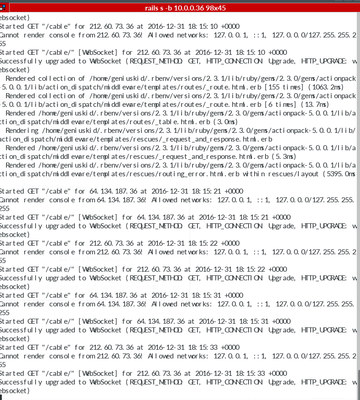 rails s -b 10.0.0.36 98x45
ebsocket)
Started GET "/cable" for 212.60.73.36 at 2016-12-31 18:15:10 +0000
Cannot render console from 212.60.73.36! Allowed networks: 127.0.0.1, ::1, 127.0.0.0/127.255.255.2
55
Started GET "/cable/" [WebSocket] for 212.60.73.36 at 2016-12-31 18:15:10 +0000
Successfully upgraded to WebSocket (REQUEST_METHOD: GET, HTTP_CONNECTION: Upgrade, HTTP_UPGRADE: w
ebsocket)
Rendered collection of /home/geniuskid/.rbenv/versions/2.3.1/lib/ruby/gems/2.3.0/gems/actionpack
-5.0.0.1/lib/action_dispatch/middleware/templates/routes/_route.html.erb [155 times] (1063.2ms)
Rendered collection of /home/geniuskid/.rbenv/versions/2.3.1/lib/ruby/gems/2.3.0/gems/actionpack
-5.0.0.1/lib/action_dispatch/middleware/templates/routes/_route.html.erb [6 times] (13.7ms)
Rendered /home/geniuskid/.rbenv/versions/2.3.1/lib/ruby/gems/2.3.0/gems/actionpack-5.0.0.1/lib/a
ction_dispatch/middleware/templates/routes/_table.html.erb (3.0ms)
Rendering /home/geniuskid/.rbenv/versions/2.3.1/lib/ruby/gems/2.3.0/gems/actionpack-5.0.0.1/lib/
action_dispatch/middleware/templates/rescues/_request_and_response.html.erb
Rendered /home/geniuskid/.rbenv/versions/2.3.1/lib/ruby/gems/2.3.0/gems/actionpack-5.0.0.1/lib/a
ction_dispatch/middleware/templates/rescues/_request_and_response.html.erb (5.3ms)
Rendered /home/geniuskid/.rbenv/versions/2.3.1/lib/ruby/gems/2.3.0/gems/actionpack-5.0.0.1/lib/a
ction_dispatch/middleware/templates/rescues/routing_error.html.erb within rescues/layout (5395.0ms
Started GET "/cable" for 64.134.187.36 at 2016-12-31 18:15:21 +0000
Cannot render console from 64.134.187.36! Allowed networks: 127.0.0.1, ::1, 127.0.0.0/127.255.255.
255
Started GET "/cable/" [WebSocket] for 64.134.187.36 at 2016-12-31 18:15:21 +0000
Successfully upgraded to WebSocket (REQUEST_METHOD: GET, HTTP_CONNECTION: Upgrade, HTTP_UPGRADE: w
ebsocket)
Started GET "/cable" for 212.60.73.36 at 2016-12-31 18:15:22 +0000
Cannot render console from 212.60.73.36! Allowed networks: 127.0.0.1, ::1, 127.0.0.0/127.255.255.2
55
Started GET "/cable/" [WebSocket] for 212.60.73.36 at 2016-12-31 18:15:22 +0000
Successfully upgraded to WebSocket (REQUEST_METHOD: GET, HTTP_CONNECTION: Upgrade, HTTP_UPGRADE: w
ebsocket)
Started GET "/cable" for 64.134.187.36 at 2016-12-31 18:15:31 +0000
Cannot render console from 64.134.187.36! Allowed networks: 127.0.0.1, ::1, 127.0.0.0/127.255.255.
255
Started GET "/cable/" [WebSocket] for 64.134.187.36 at 2016-12-31 18:15:31 +0000
Successfully upgraded to WebSocket (REQUEST_METHOD: GET, HTTP_CONNECTION: Upgrade, HTTP_UPGRADE: w
ebsocket)
Started GET "/cable" for 212.60.73.36 at 2016-12-31 18:15:33 +0000
Cannot render console from 212.60.73.36! Allowed networks: 127.0.0.1, ::1, 127.0.0.0/127.255.255.2
55
Started GET "/cable/" [WebSocket] for 212.60.73.36 at 2016-12-31 18:15:33 +0000
Successfully upgraded to WebSocket (REQUEST_METHOD: GET, HTTP_CONNECTION: Upgrade, HTTP_UPGRADE: w
ebsocket)